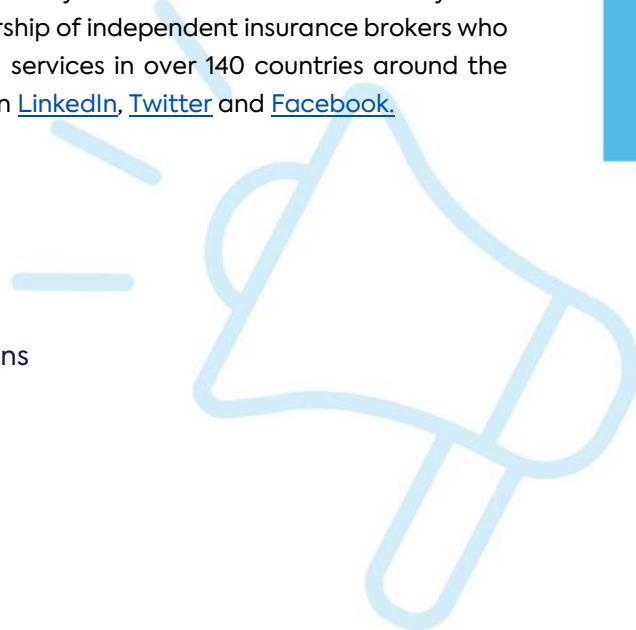 rship of independent insurance brokers who
services in over 140 countries around the
n LinkedIn, Twitter and Facebook.
ns